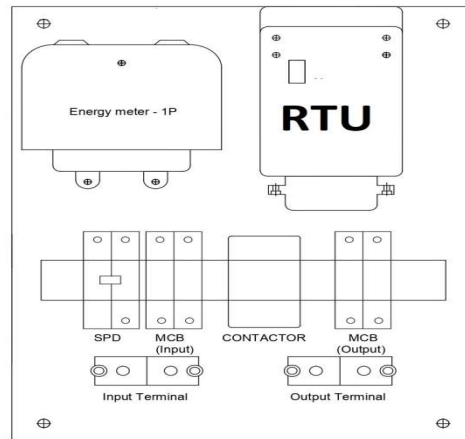 Energy meter - 1P
RTU
SPD
MCB
(Input)
CONTACTOR
MCB
(Output)
Input Terminal
Output Terminal